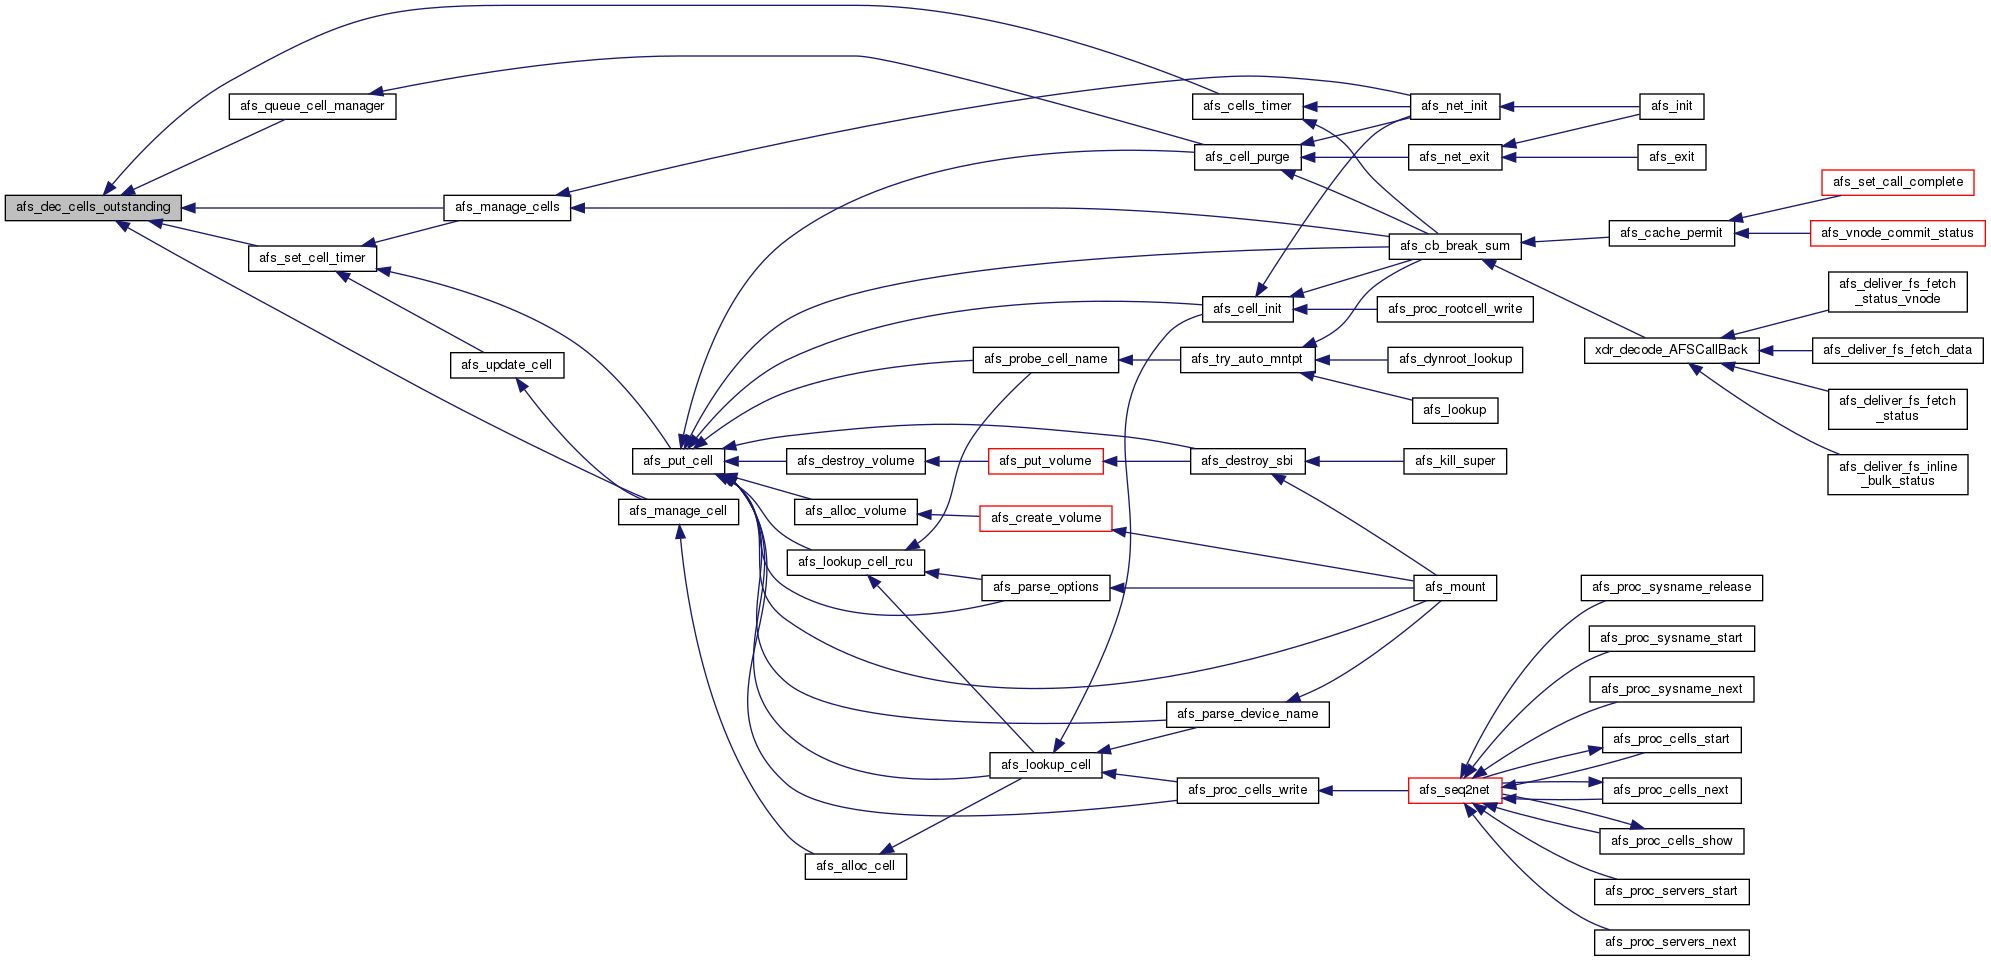 afs_dec_cells_outstanding
afs_queue_cell_manager
afs_manage_cells
afs_set_cell_timer
afs_update_cell
afs_put_cell
afs_manage_cell
afs_destroy_volume
afs_alloc_volume
afs_lookup_cell_rcu
afs_alloc_cell
afs_probe_cell_name
afs_put_volume
afs_create_volume
afs_parse_options
afs_lookup_cell
afs_cells_timer
afs_cell_purge
afs_cell_init
afs_try_auto_mntpt
afs_destroy_sbi
afs_parse_device_name
afs_proc_cells_write
afs_net_init
afs_net_exit
afs_cb_break_sum
afs_proc_rootcell_write
afs_dynroot_lookup
afs_lookup
afs_kill_super
afs_mount
afs_seq2net
afs_init
afs_exit
afs_cache_permit
xdr_decode_AFSCallBack
afs_proc_sysname_release
afs_proc_sysname_start
afs_proc_sysname_next
afs_proc_cells_start
afs_proc_cells_next
afs_proc_cells_show
afs_proc_servers_start
afs_proc_servers_next
afs_set_call_complete
afs_vnode_commit_status
afs_deliver_fs_fetch
_status_vnode
afs_deliver_fs_fetch_data
afs_deliver_fs_fetch
_status
afs_deliver_fs_inline
_bulk_status